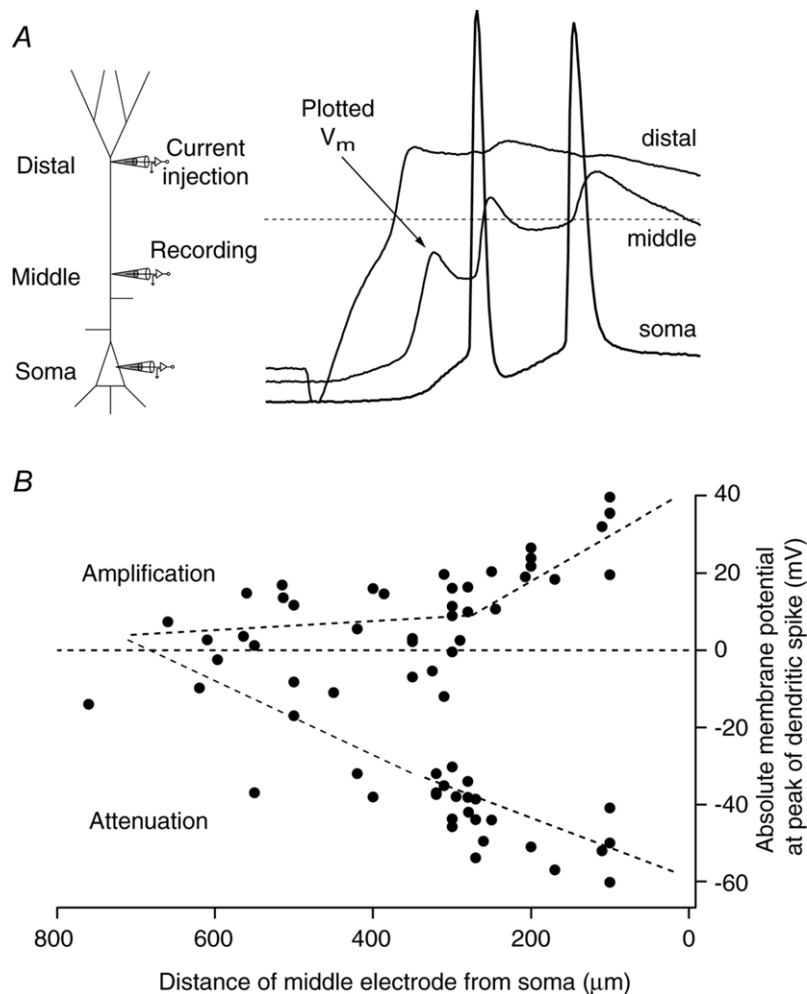 A
Distal
Current
injection
Recording
Middle
Soma
Plotted
Vm
distal
middle
soma
B
Amplification
Attenuation
40
20
0
-20
-40
-60
Absolute membrane potential
at peak of dendritic spike (mV)
800
600
400
200
0
Distance of middle electrode from soma (μm)